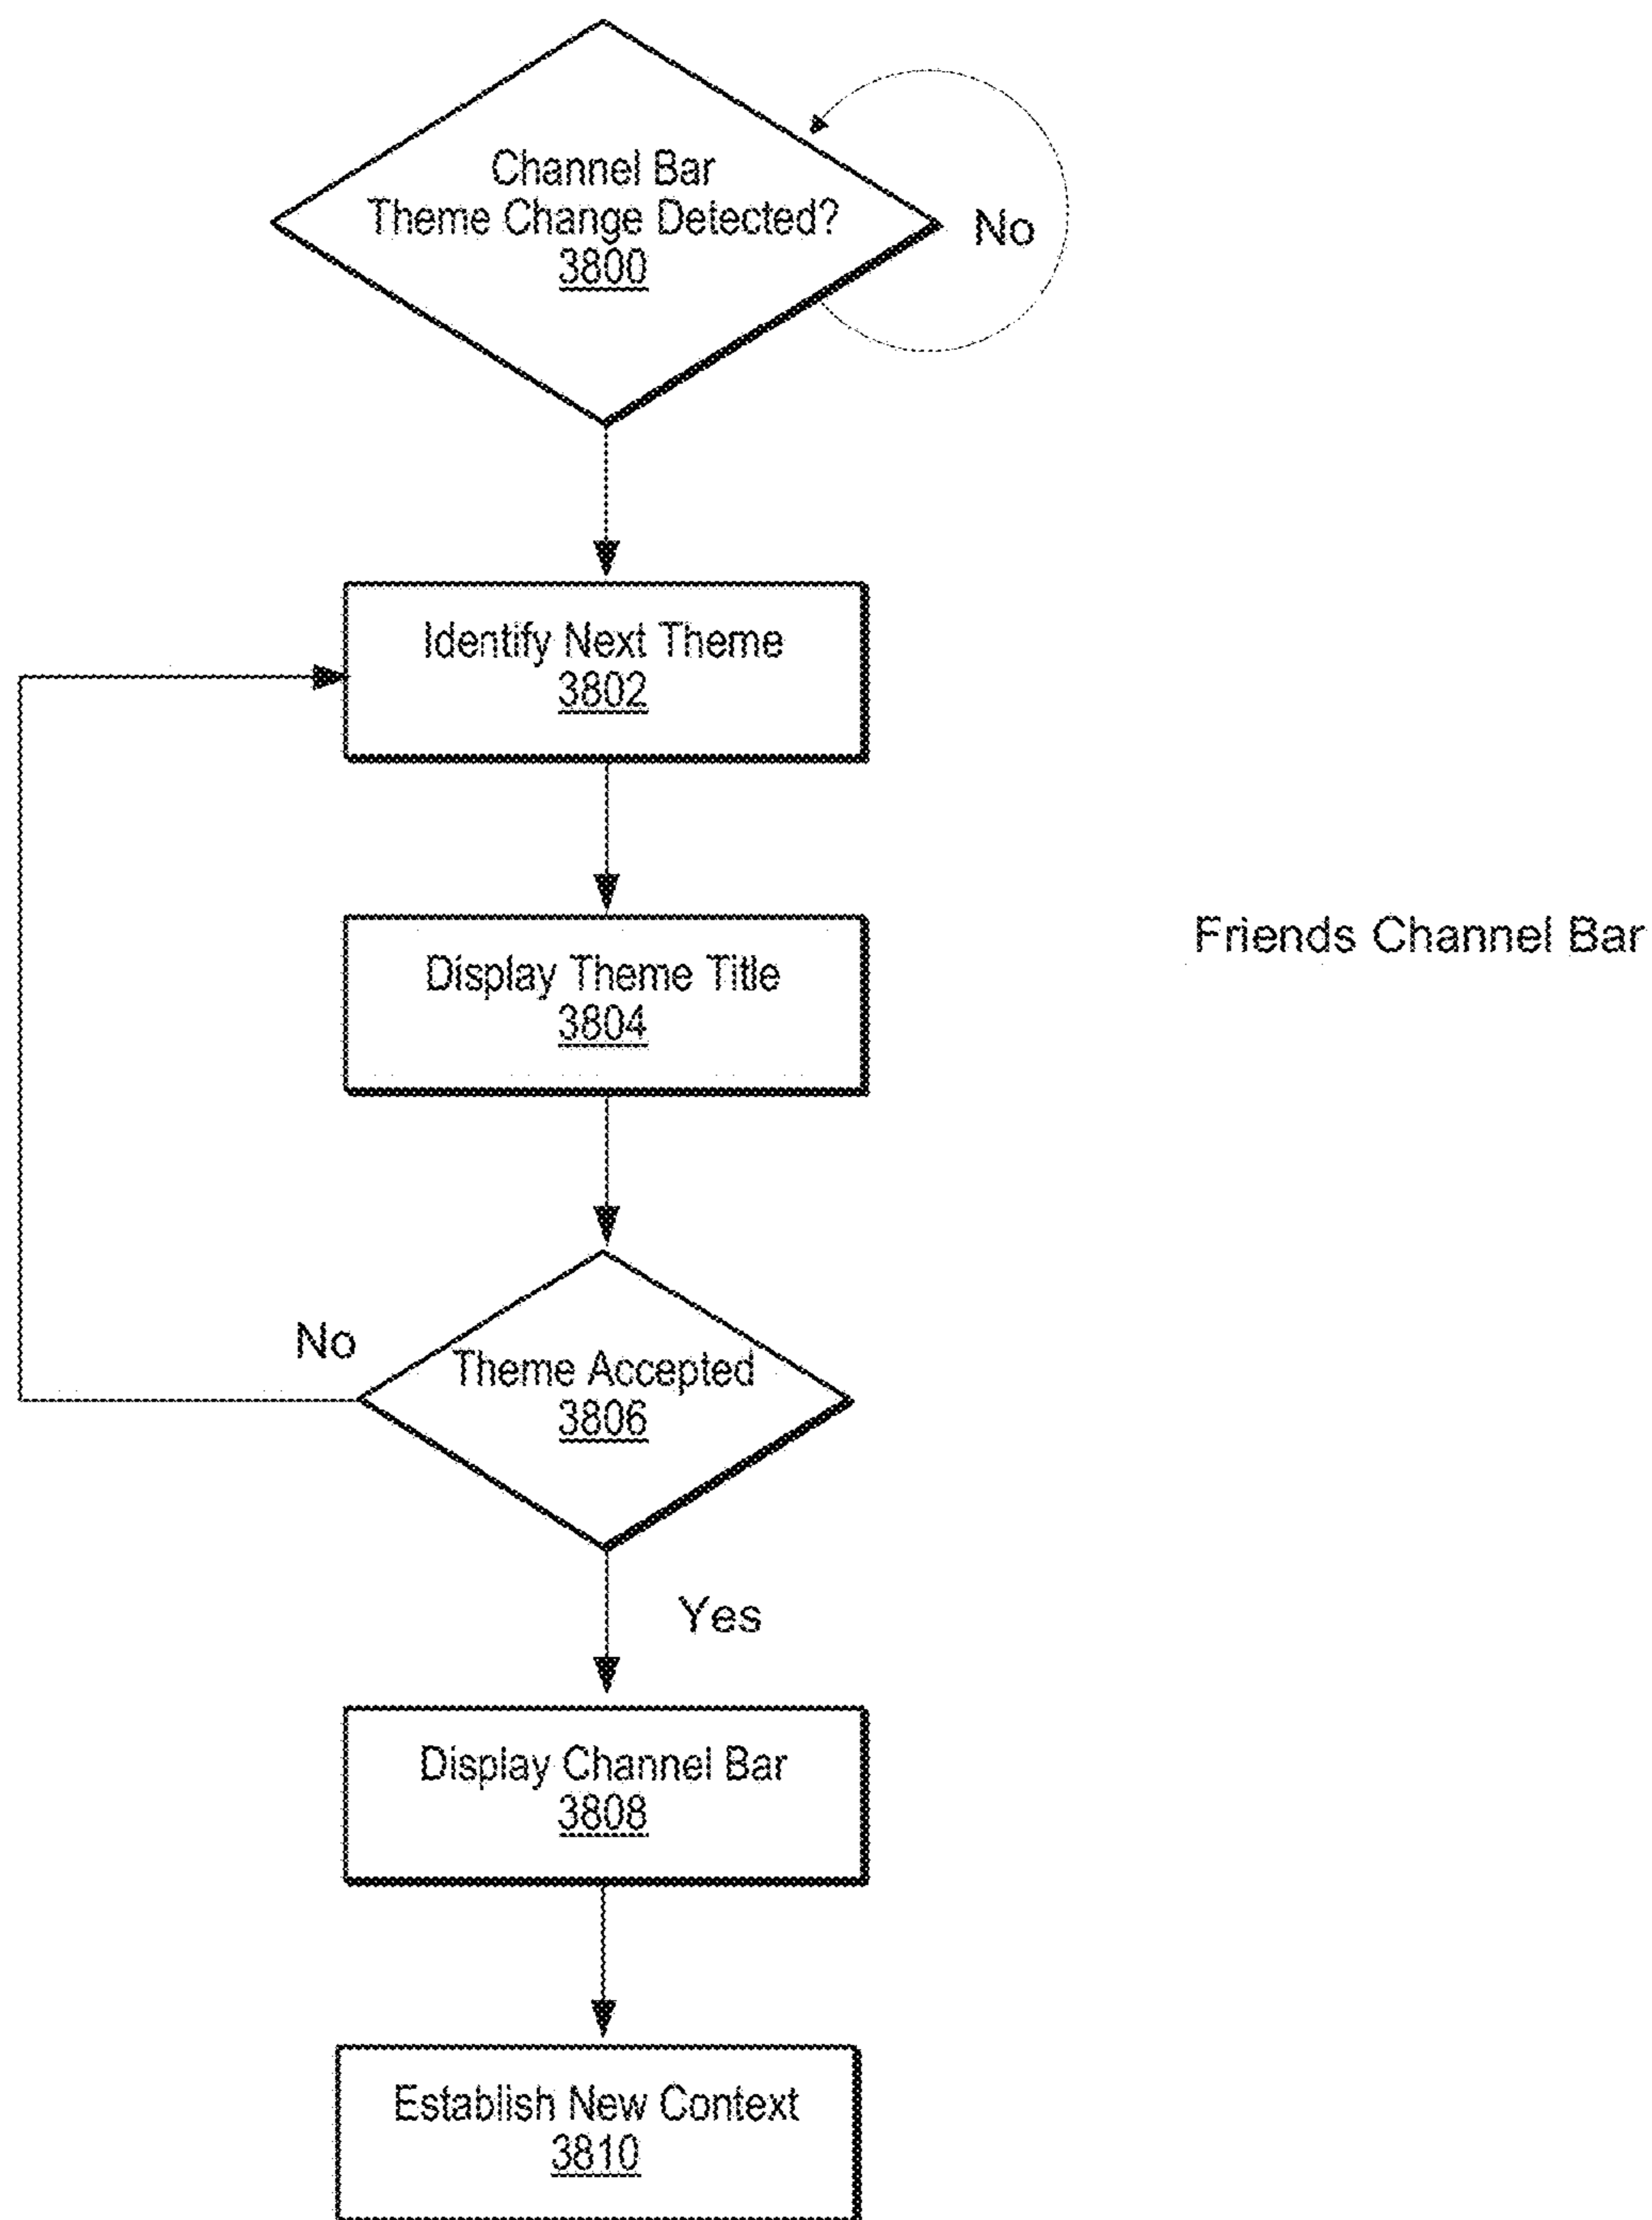 Channel Bar
Theme Change Detected?
3800
No
Identify Next Theme
3802
Display Theme Title
3804
Friends Channel Bar
No
Theme Accepted
3806
Yes
Display Channel Bar
3808
Establish New Context
3810